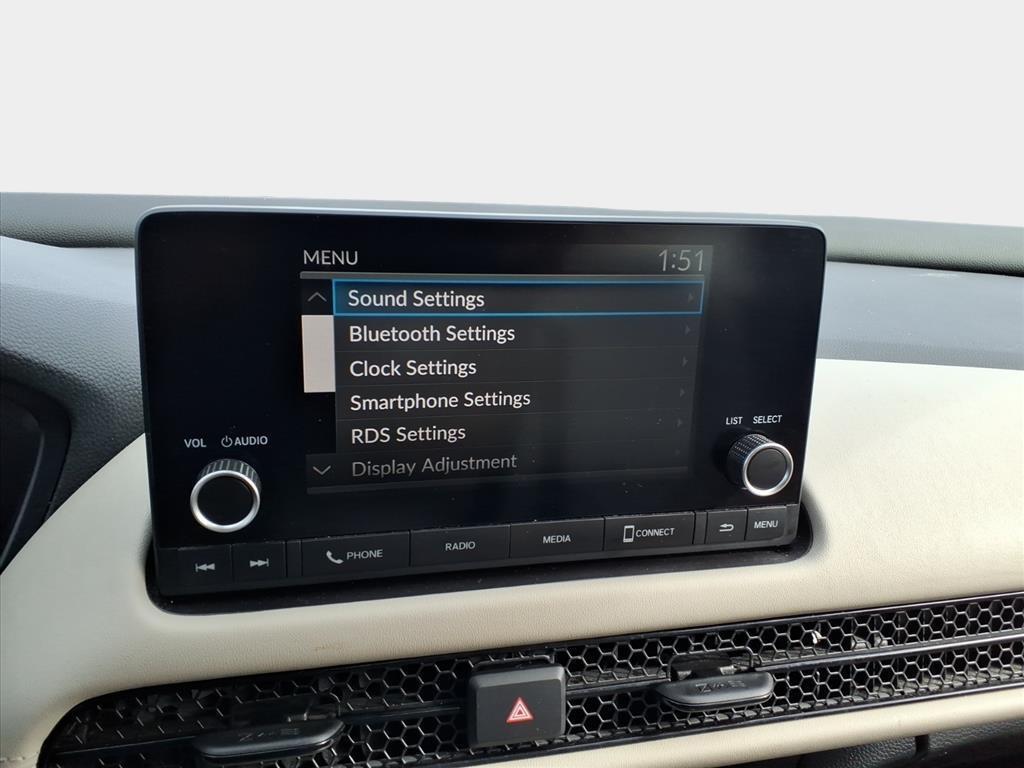 MENU 1:51
Sound Settings
Bluetooth Settings
Clock Settings
Smartphone Settings
RDS Settings
Display Adjustment
VOL AUDIO
LIST SELECT
PHONE RADIO MEDIA CONNECT MENU